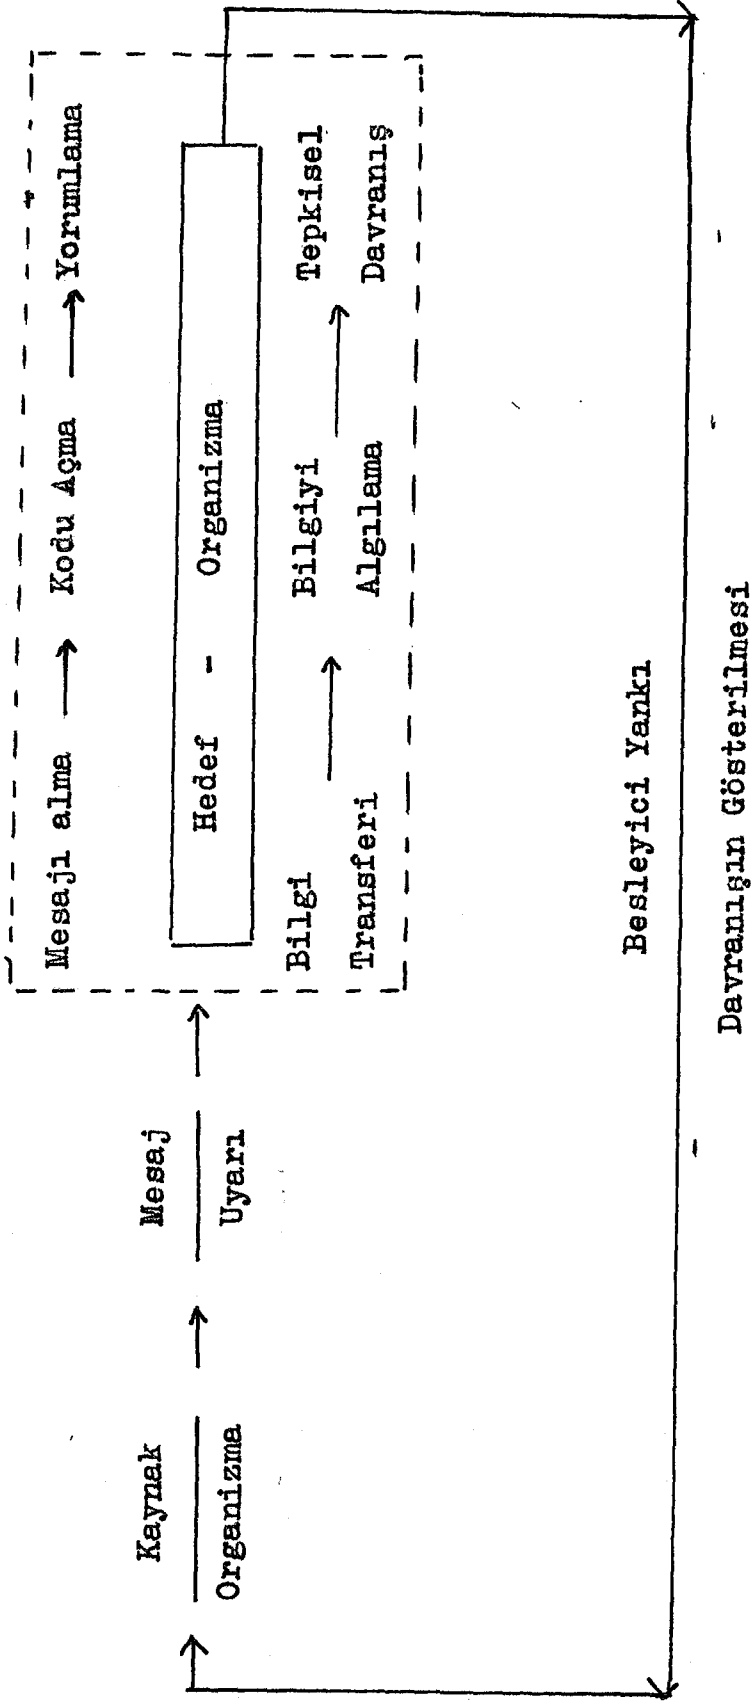 Mesajı alma → Kodu Açma → Yorumlama
Kaynak
Organizma
Mesaj
Uyarı
Hedef - Organizma
Bilgi
Transferi
Bilgiyi
Algılama
Tepkisel
Davranış
Besleyici Yankı
Davranışın Gösterilmesi